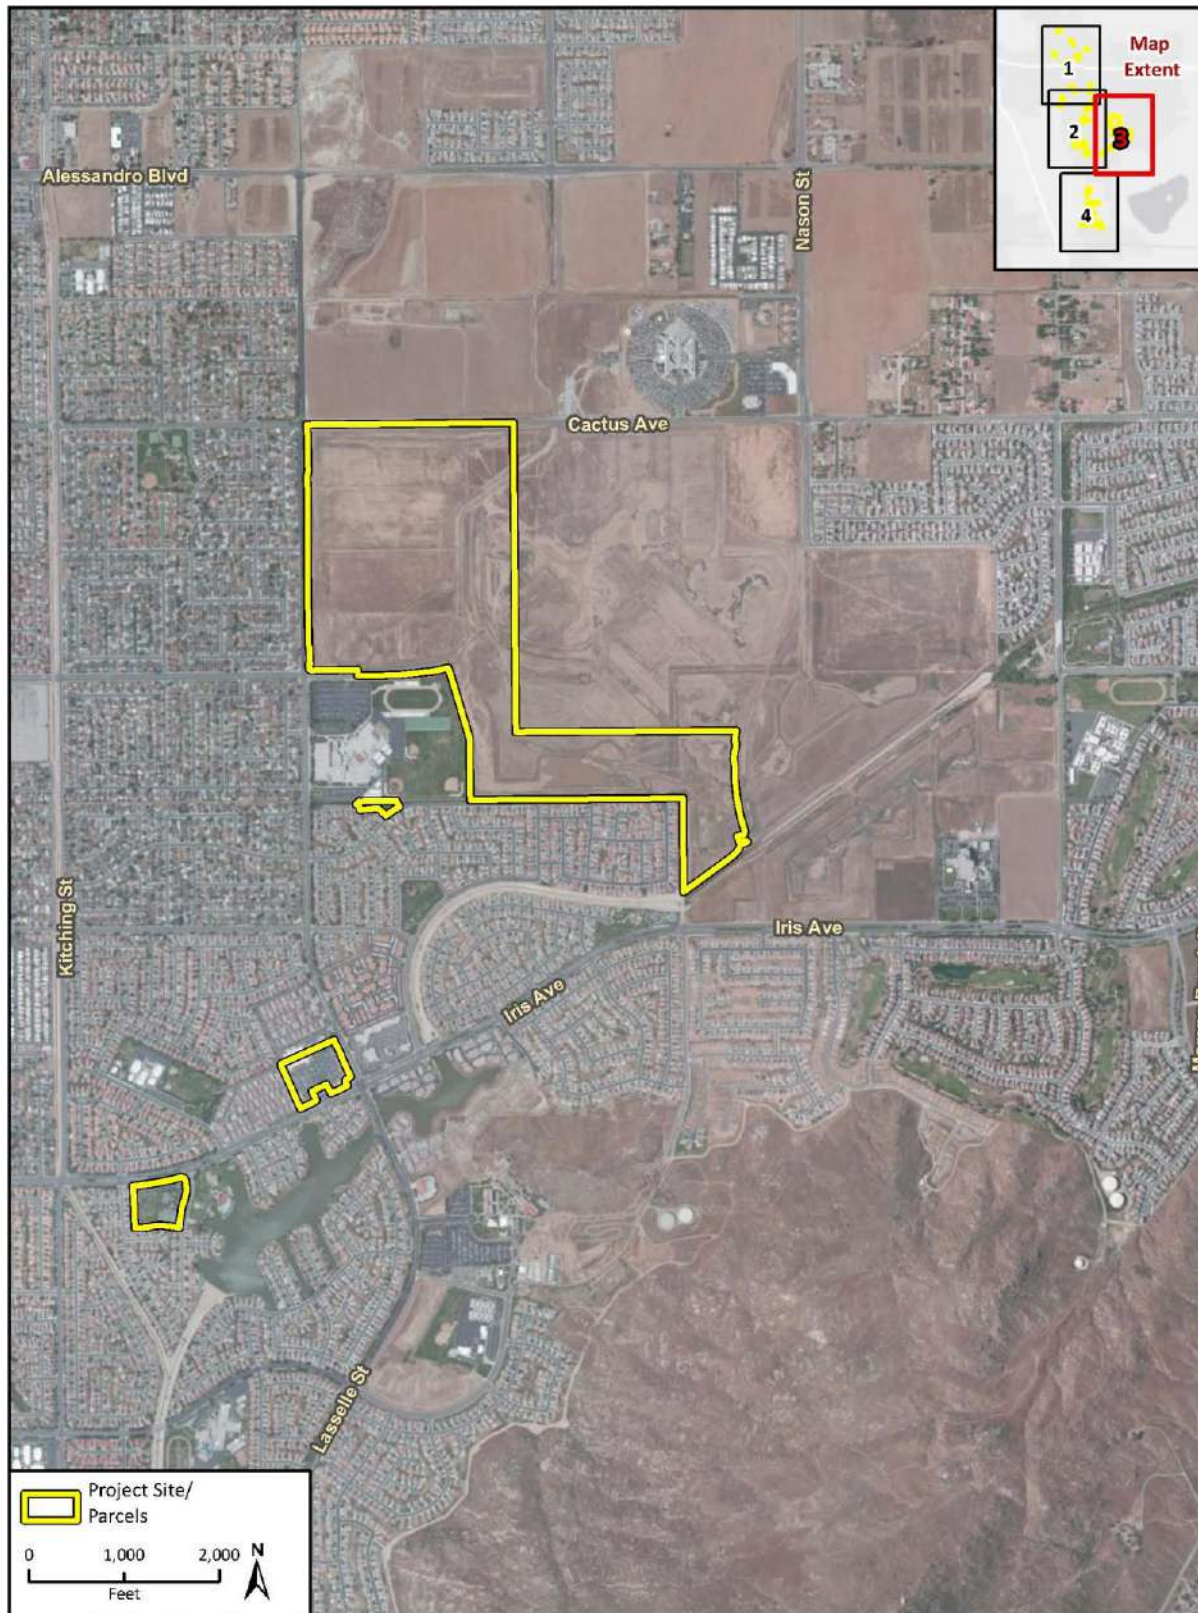 Map
Extent
1
2
3
4
Alessandro Blvd
Nason St
Cactus Ave
Kitching St
Iris Ave
Iris Ave
Lasselle St
Project Site/
Parcels
0 1,000 2,000 N
Feet